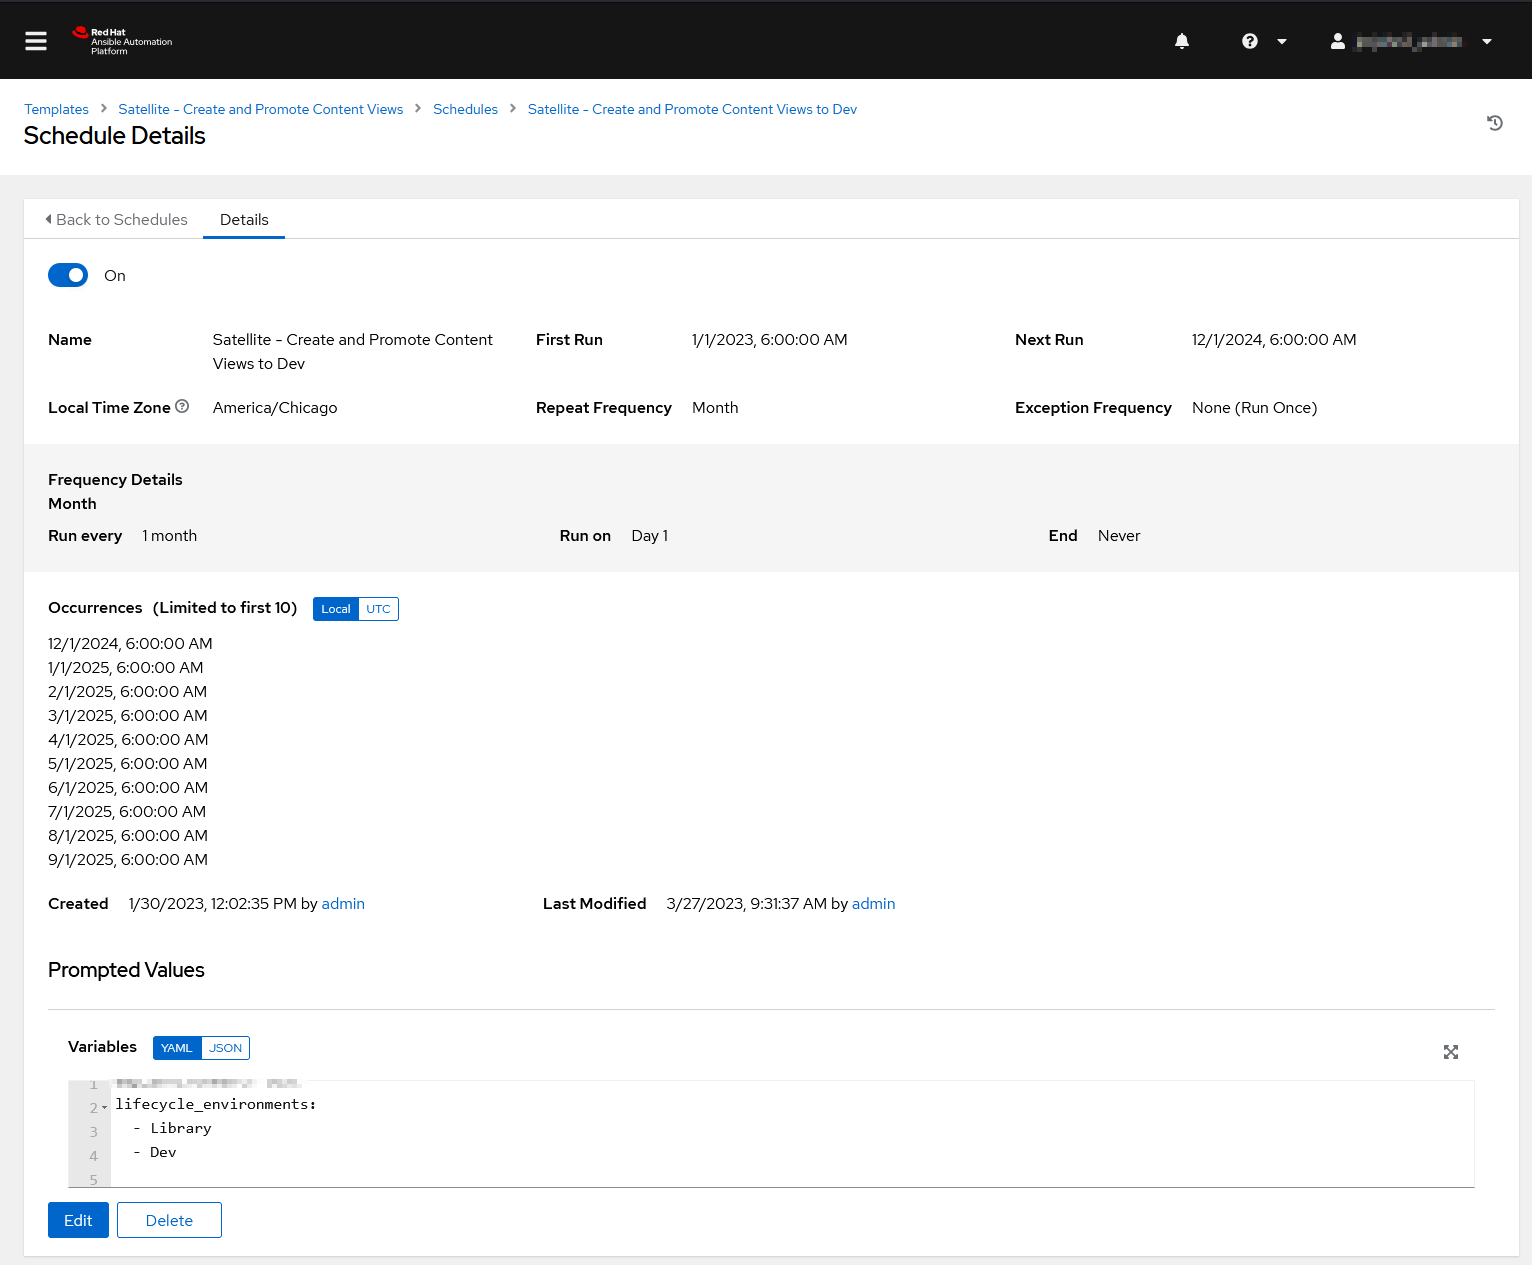 Red Hat
Ansible Automation
Platform
Templates > Satellite - Create and Promote Content Views > Schedules > Satellite - Create and Promote Content Views to Dev
Schedule Details
Back to Schedules Details
On
Name Satellite - Create and Promote Content Views to Dev
First Run 1/1/2023, 6:00:00 AM
Next Run 12/1/2024, 6:00:00 AM
Local Time Zone America/Chicago
Repeat Frequency Month
Exception Frequency None (Run Once)
Frequency Details
Month
Run every 1 month Run on Day 1 End Never
Occurrences (Limited to first 10) Local UTC
12/1/2024, 6:00:00 AM
1/1/2025, 6:00:00 AM
2/1/2025, 6:00:00 AM
3/1/2025, 6:00:00 AM
4/1/2025, 6:00:00 AM
5/1/2025, 6:00:00 AM
6/1/2025, 6:00:00 AM
7/1/2025, 6:00:00 AM
8/1/2025, 6:00:00 AM
9/1/2025, 6:00:00 AM
Created 1/30/2023, 12:02:35 PM by admin Last Modified 3/27/2023, 9:31:37 AM by admin
Prompted Values
Variables YAML JSON
1
2 lifecycle_environments:
3 - Library
4 - Dev
5
Edit Delete